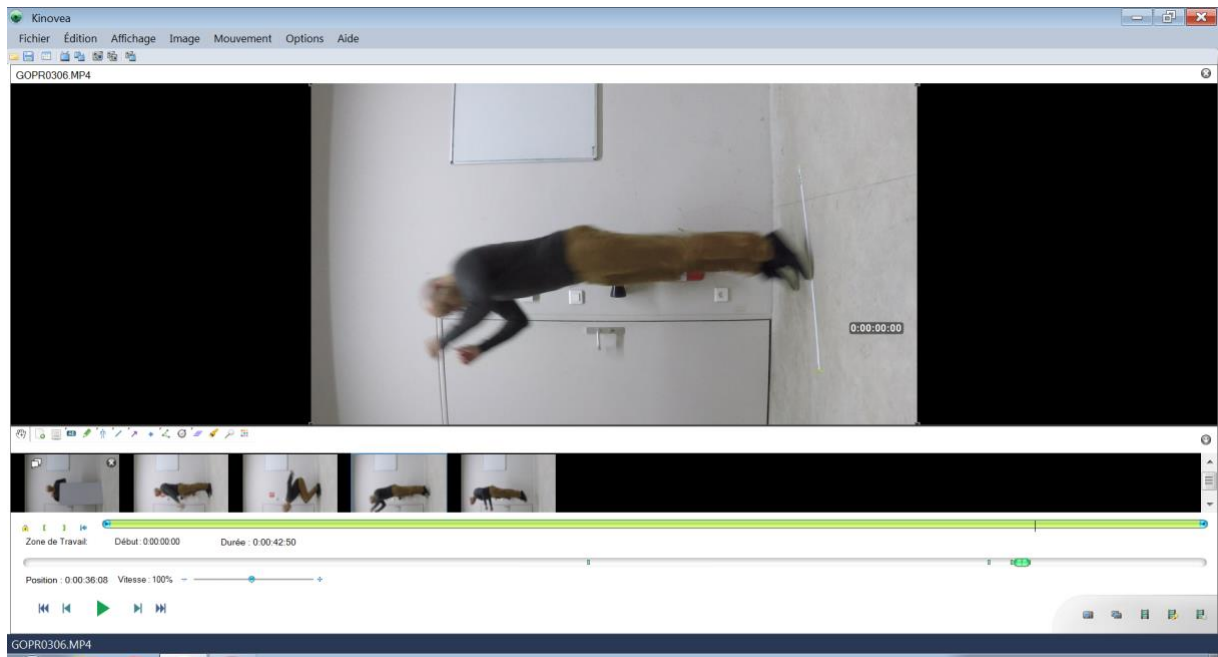 Kinovea
Fichier Édition Affichage Image Mouvement Options Aide
GOPR0306.MP4
0:00:00:00
Zone de Travail: Début : 0:00:00:00 Durée : 0:00:42:50
Position : 0:00:36:08 Vitesse : 100%
GOPR0306.MP4